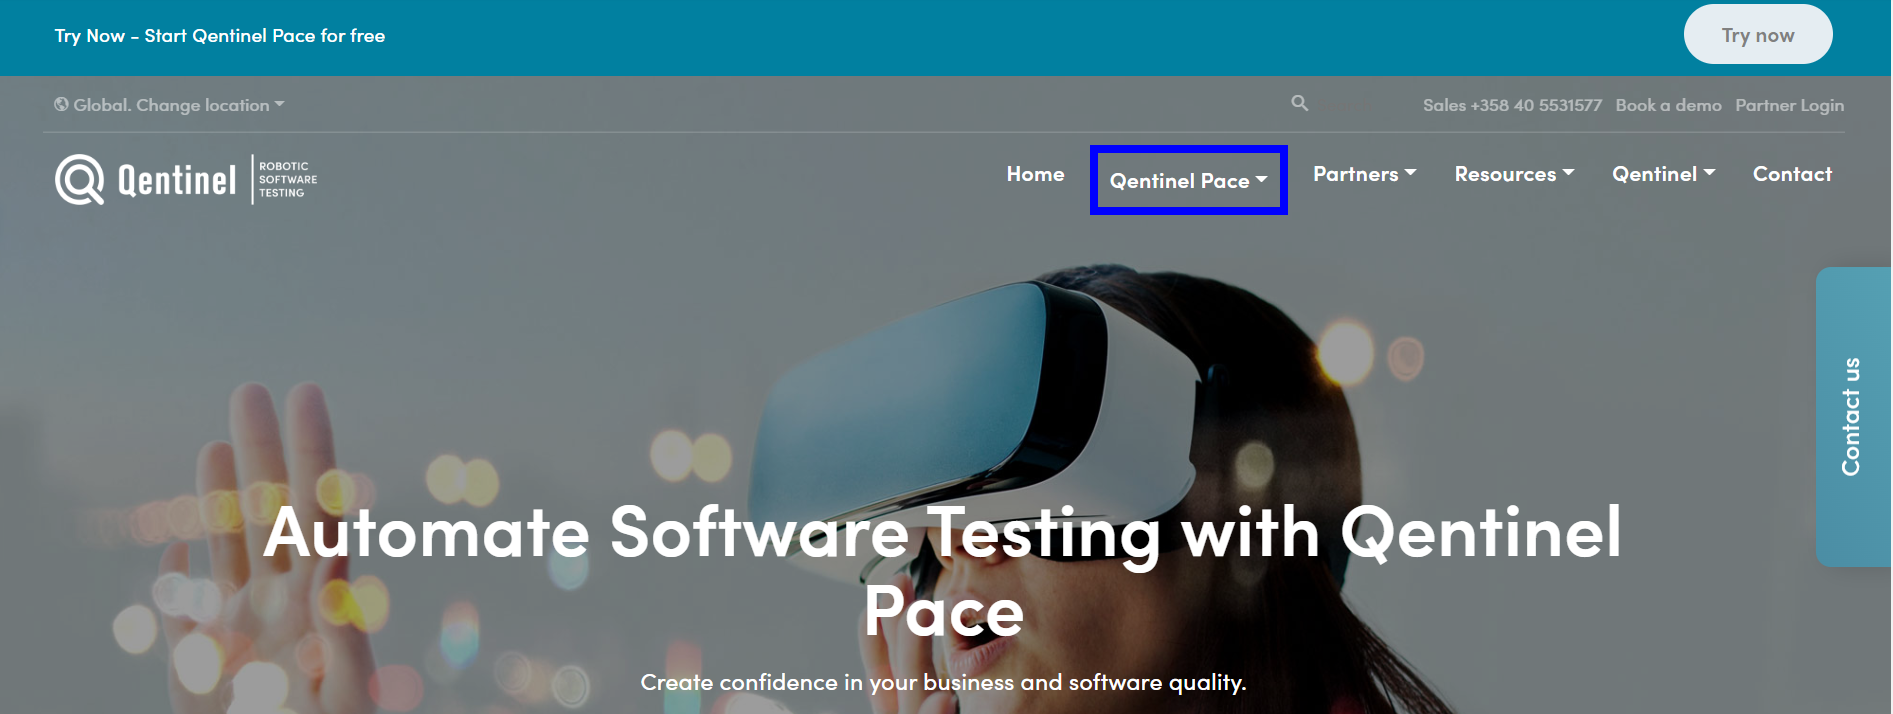 Try Now - Start Qentinel Pace for free
Try now
Global. Change location
Sales +358 40 5531577
Book a demo
Partner Login
Qentinel
ROBOTIC
SOFTWARE
TESTING
Home
Qentinel Pace
Partners
Resources
Qentinel
Contact
Contact us
Automate Software Testing with Qentinel
Pace
Create confidence in your business and software quality.